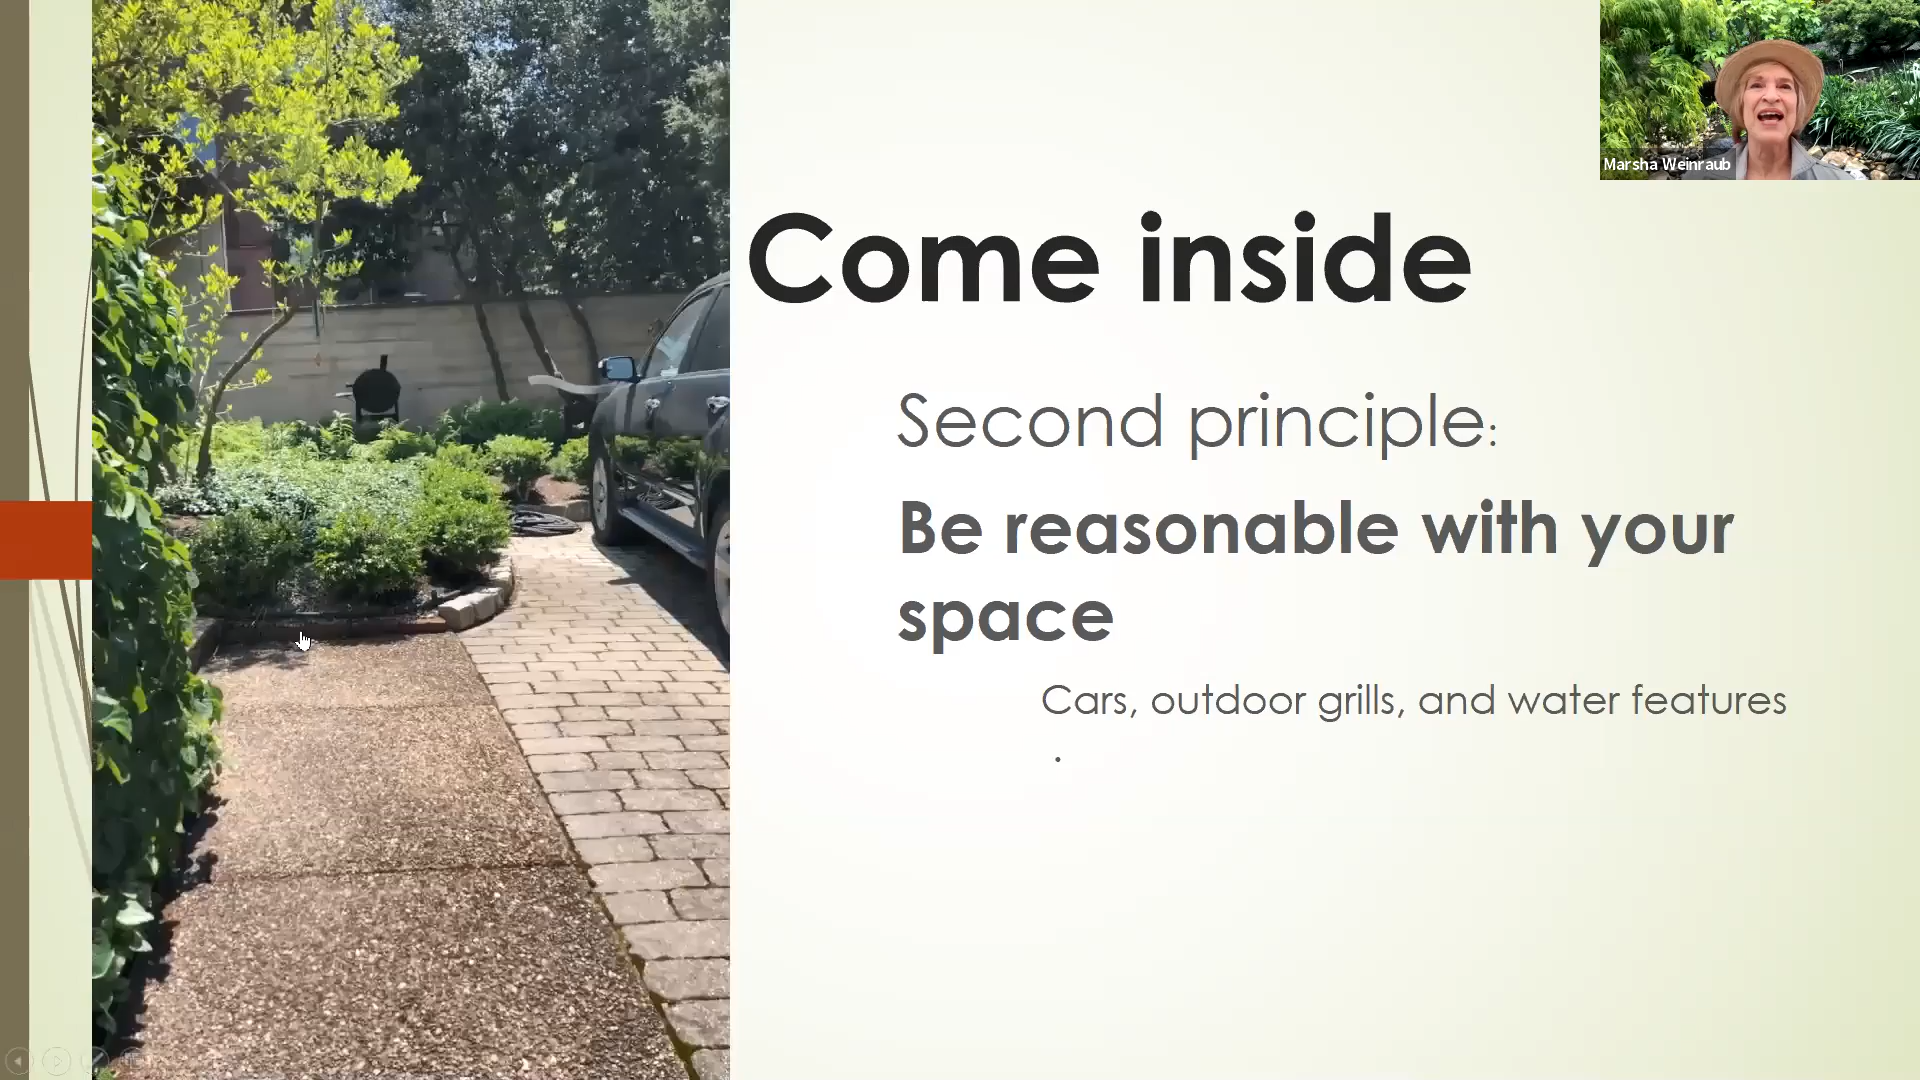 Marsha Weinraub
Come inside
Second principle:
Be reasonable with your
space
Cars, outdoor grills, and water features
.